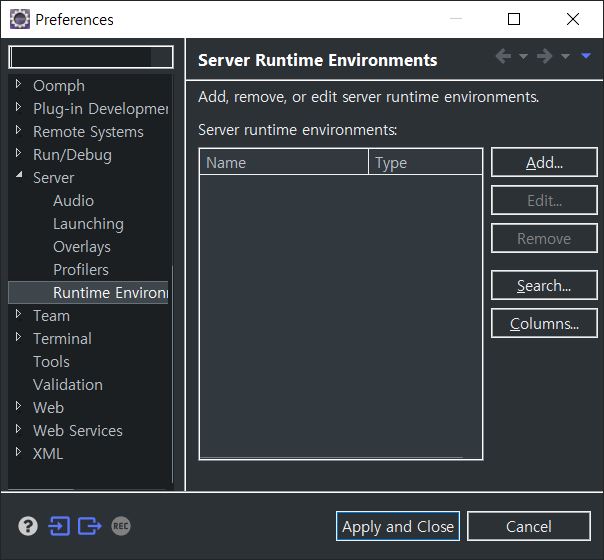 Preferences
Server Runtime Environments
Oomph
Plug-in Developmer
Remote Systems
Run/Debug
Server
Audio
Launching
Overlays
Profilers
Runtime Environr
Team
Terminal
Tools
Validation
Web
Web Services
XML
Add, remove, or edit server runtime environments.
Server runtime environments:
Name Type
Add...
Edit...
Remove
Search...
Columns...
? REC
Apply and Close Cancel